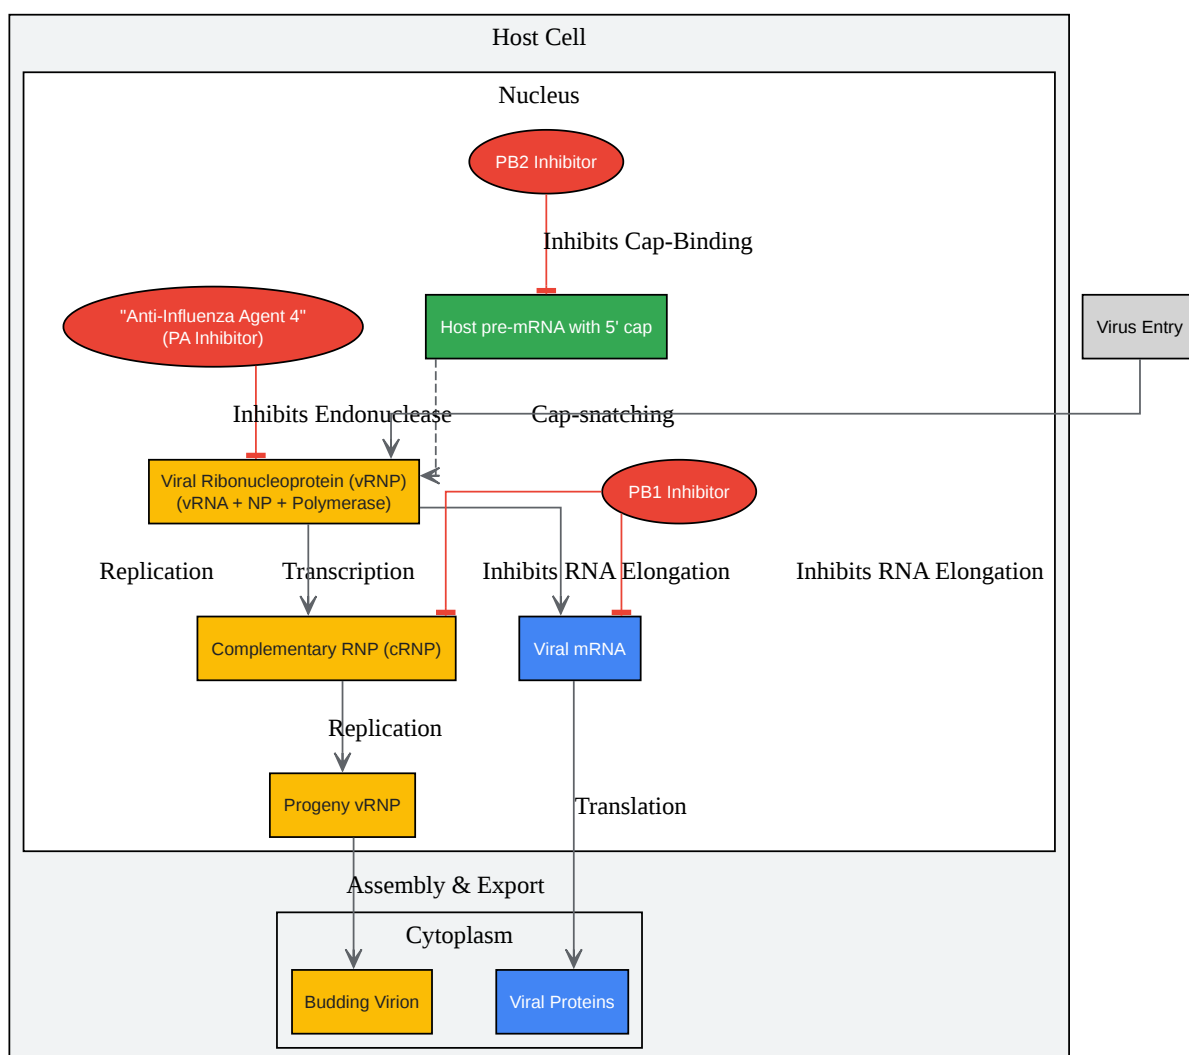 Host Cell
Nucleus
PB2 Inhibitor
Inhibits Cap-Binding
"Anti-Influenza Agent 4"
(PA Inhibitor)
Host pre-mRNA with 5' cap
Virus Entry
Inhibits Endonuclease
Cap-snatching
Viral Ribonucleoprotein (vRNP)
(vRNA + NP + Polymerase)
PB1 Inhibitor
Replication
Transcription
Inhibits RNA Elongation
Inhibits RNA Elongation
Complementary RNP (cRNP)
Viral mRNA
Replication
Progeny vRNP
Translation
Assembly & Export
Cytoplasm
Budding Virion
Viral Proteins